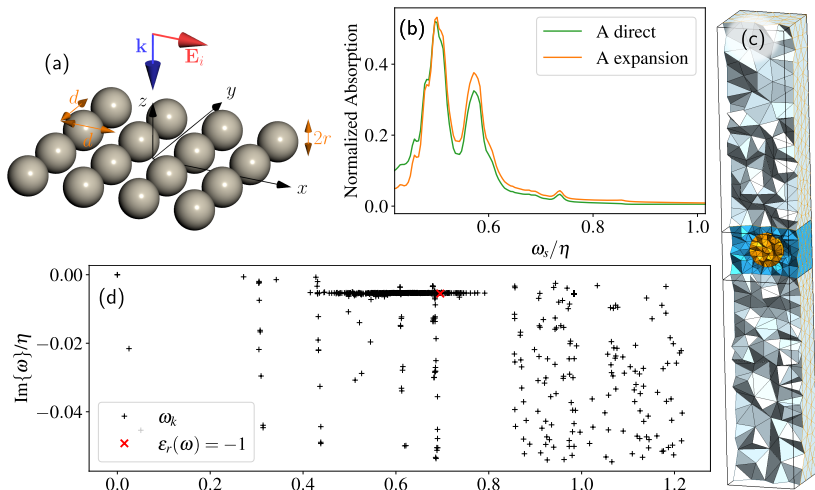 (a)
k
E_i
z
y
x
d
d
2r
(b)
A direct
A expansion
Normalized Absorption
0.4
0.2
0.0
0.6
0.8
1.0
ω_s/η
(c)
(d)
Im{ω}/η
0.00
−0.02
−0.04
ω_k
ε_r(ω) = −1
0.0
0.2
0.4
0.6
0.8
1.0
1.2